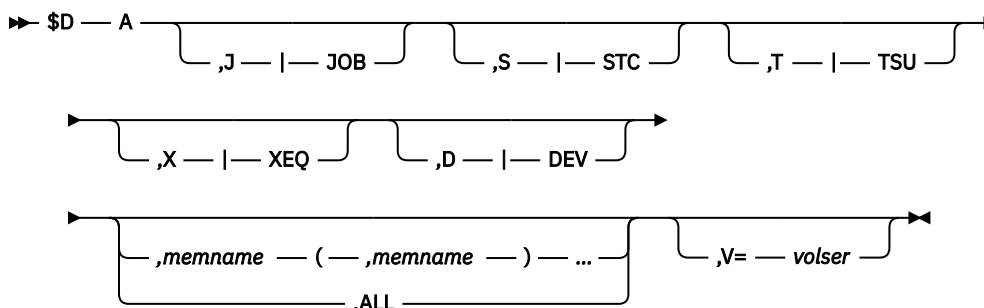 $D A ,J | JOB ,S | STC ,T | TSU
,X | XEQ ,D | DEV
,memname ( ,memname ) ... ,V= volser
,ALL